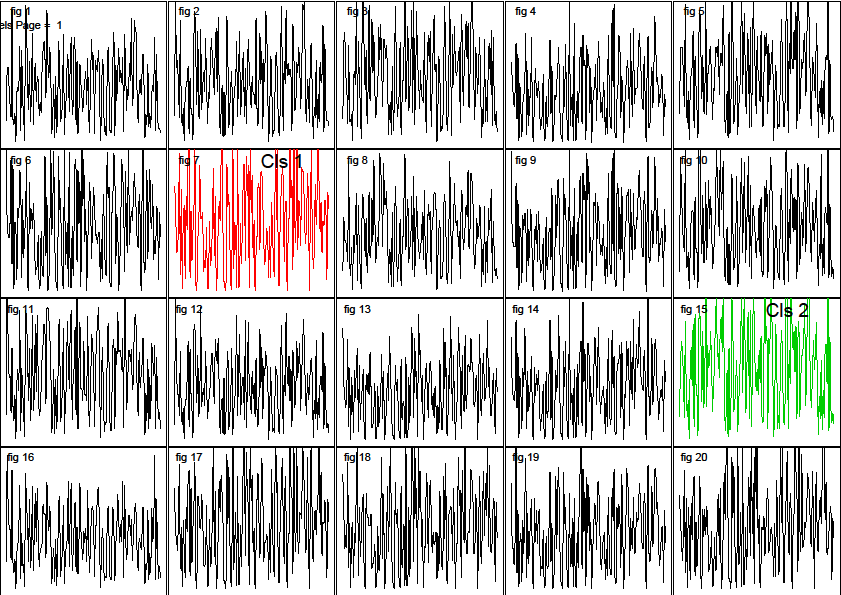 fig 1
els Page = 1
fig 2
fig 3
fig 4
fig 5
fig 6
fig 7
Cls 1
fig 8
fig 9
fig 10
fig 11
fig 12
fig 13
fig 14
fig 15
Cls 2
fig 16
fig 17
fig 18
fig 19
fig 20